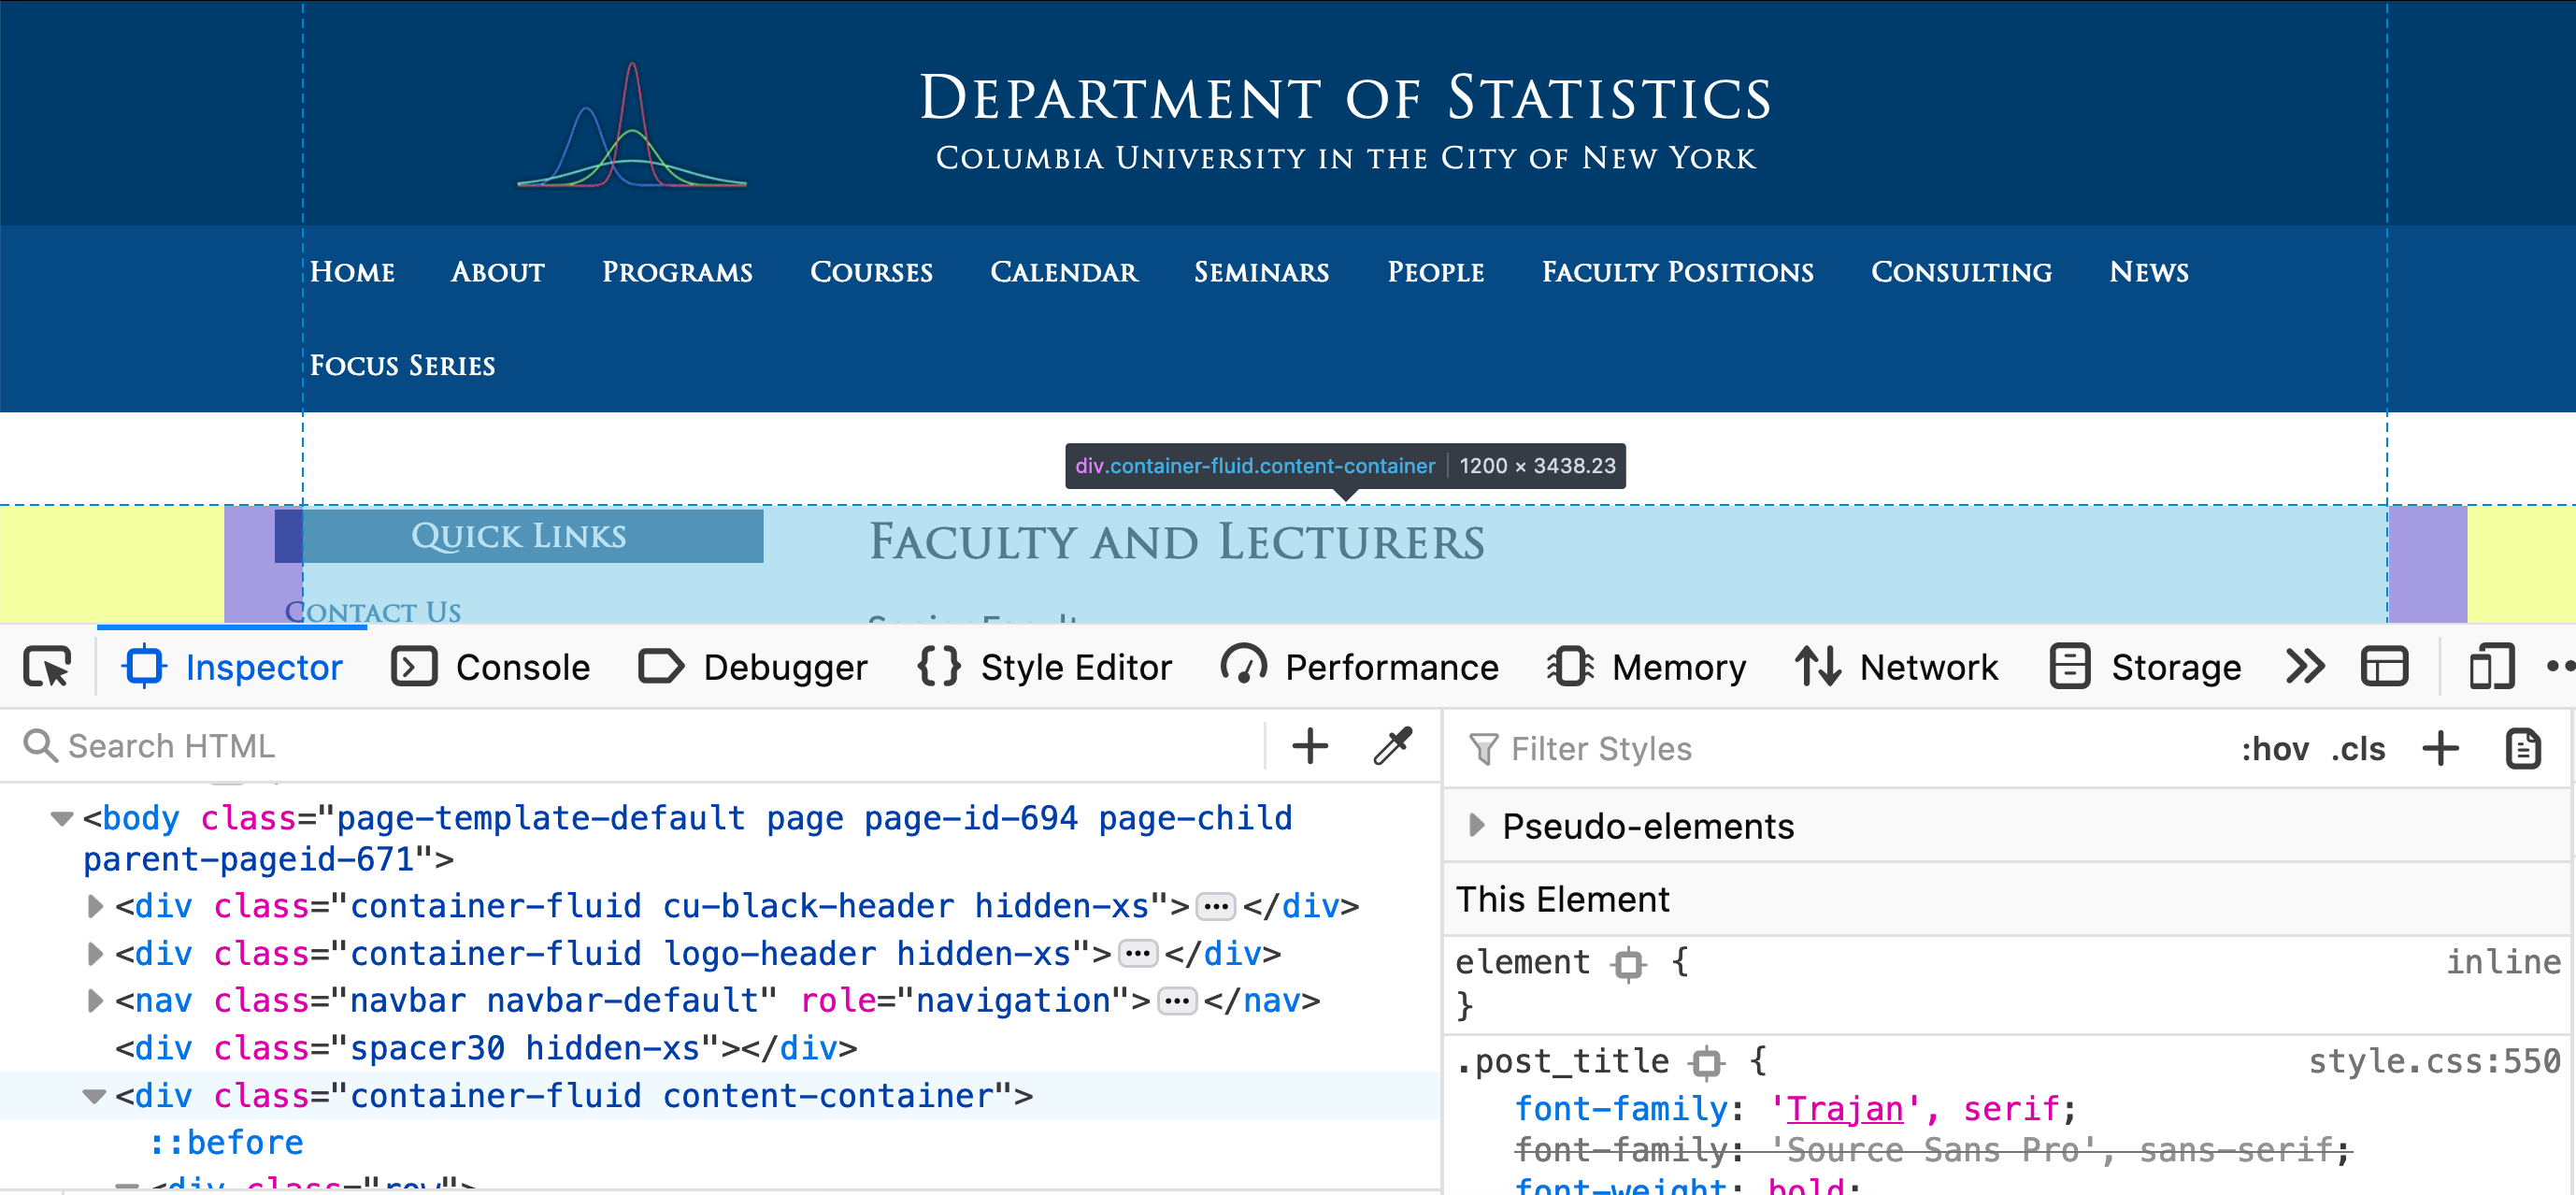 Department of Statistics
Columbia University in the City of New York
Home About Programs Courses Calendar Seminars People Faculty Positions Consulting News
Focus Series
div.container-fluid.content-container 1200 × 3438.23
Quick Links Faculty and Lecturers
Contact Us
Inspector Console Debugger Style Editor Performance Memory Network Storage
Search HTML
Filter Styles :hov .cls
<body class="page-template-default page page-id-694 page-child
parent-pageid-671">
<div class="container-fluid cu-black-header hidden-xs"></div>
<div class="container-fluid logo-header hidden-xs"></div>
<nav class="navbar navbar-default" role="navigation"></nav>
<div class="spacer30 hidden-xs"></div>
<div class="container-fluid content-container">
::before
<div class="row">
Pseudo-elements
This Element
element { inline
}
.post_title { style.css:550
font-family: 'Trajan', serif;
font-family: 'Source Sans Pro', sans-serif;
font-weight: bold;